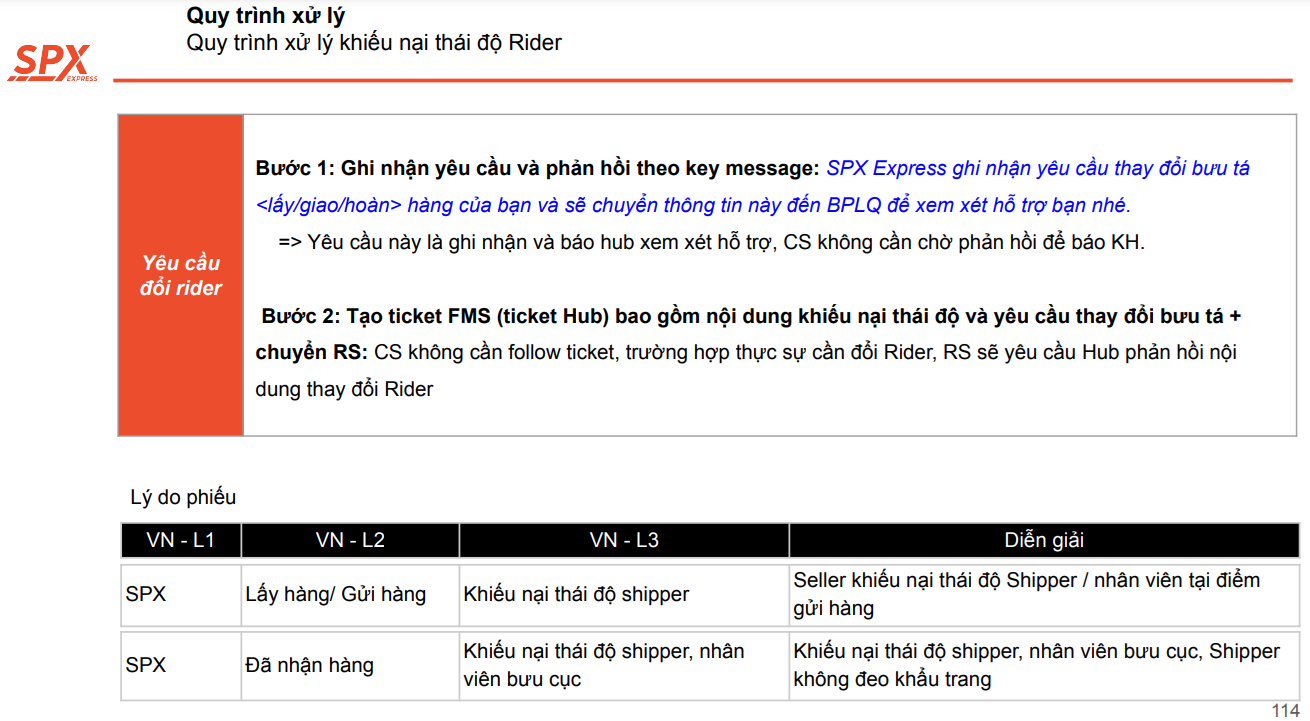 Quy trình xử lý
Quy trình xử lý khiếu nại thái độ Rider
SPX
EXPRESS
Yêu cầu
đổi rider
Bước 1: Ghi nhận yêu cầu và phản hồi theo key message: SPX Express ghi nhận yêu cầu thay đổi bưu tá
<lấy/giao/hoàn> hàng của bạn và sẽ chuyển thông tin này đến BPLQ để xem xét hỗ trợ bạn nhé.
=> Yêu cầu này là ghi nhận và báo hub xem xét hỗ trợ, CS không cần chờ phản hồi để báo KH.
Bước 2: Tạo ticket FMS (ticket Hub) bao gồm nội dung khiếu nại thái độ và yêu cầu thay đổi bưu tá +
chuyển RS: CS không cần follow ticket, trường hợp thực sự cần đổi Rider, RS sẽ yêu cầu Hub phản hồi nội
dung thay đổi Rider
Lý do phiếu
VN - L1 VN - L2 VN - L3 Diễn giải
SPX Lấy hàng/ Gửi hàng Khiếu nại thái độ shipper Seller khiếu nại thái độ Shipper / nhân viên tại điểm
gửi hàng
SPX Đã nhận hàng Khiếu nại thái độ shipper, nhân
viên bưu cục
Khiếu nại thái độ shipper, nhân viên bưu cục, Shipper
không đeo khẩu trang
114